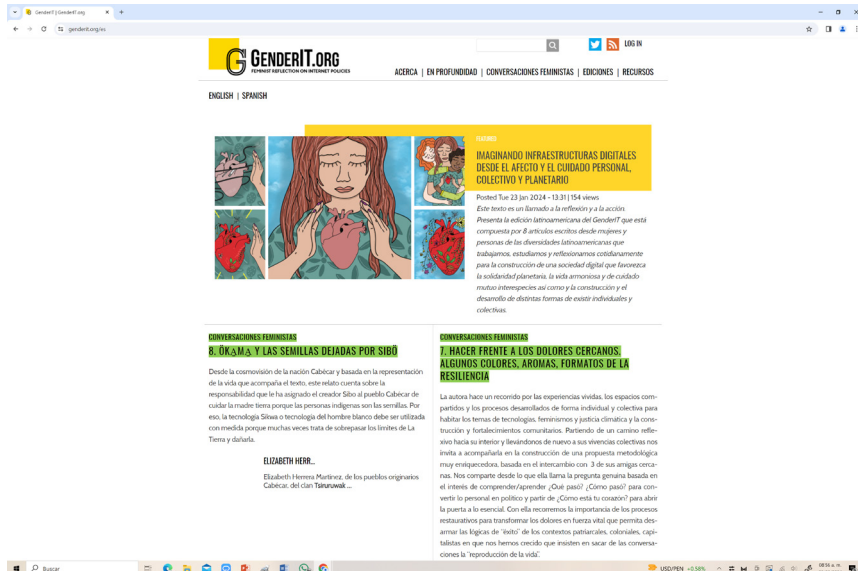 GenderIT | GenderIT.org
genderit.org/es
GENDERIT.ORG
FEMINIST REFLECTION ON INTERNET POLICIES
LOG IN
ACERCA | EN PROFUNDIDAD | CONVERSACIONES FEMINISTAS | EDICIONES | RECURSOS
ENGLISH | SPANISH
FEATURED
IMAGINANDO INFRAESTRUCTURAS DIGITALES
DESDE EL AFECTO Y EL CUIDADO PERSONAL,
COLECTIVO Y PLANETARIO
Posted Tue 23 Jan 2024 - 13:31 | 154 views
Este texto es un llamado a la reflexión y a la acción.
Presenta la edición latinoamericana del GenderIT que está
compuesta por 8 artículos escritos desde mujeres y
personas de las diversidades latinoamericanas que
trabajamos, estudiamos y reflexionamos cotidianamente
para la construcción de una sociedad digital que favorezca
la solidaridad planetaria, la vida armoniosa y de cuidado
mutuo interespecies así como y la construcción y el
desarrollo de distintas formas de existir individuales y
colectivas.
CONVERSACIONES FEMINISTAS
8. ÖKAMA Y LAS SEMILLAS DEJADAS POR SIBÖ
Desde la cosmovisión de la nación Cabécar y basada en la representación
de la vida que acompaña el texto, este relato cuenta sobre la
responsabilidad que le ha asignado el creador Sibo al pueblo Cabécar de
cuidar la madre tierra porque las personas indígenas son las semillas. Por
eso, la tecnología Síkwa o tecnología del hombre blanco debe ser utilizada
con medida porque muchas veces trata de sobrepasar los límites de La
Tierra y dañarla.
ELIZABETH HERR...
Elizabeth Herrera Martinez, de los pueblos originarios
Cabécar, del clan Tsiruruwak ...
CONVERSACIONES FEMINISTAS
7. HACER FRENTE A LOS DOLORES CERCANOS,
ALGUNOS COLORES, AROMAS, FORMATOS DE LA
RESILIENCIA
La autora hace un recorrido por las experiencias vividas, los espacios com-
partidos y los procesos desarrollados de forma individual y colectiva para
habitar los temas de tecnologías, feminismos y justicia climática y la cons-
trucción y fortalecimientos comunitarios. Partiendo de un camino refle-
xivo hacia su interior y llevándonos de nuevo a sus vivencias colectivas nos
invita a acompañarla en la construcción de una propuesta metodológica
muy enriquecedora, basada en el intercambio con 3 de sus amigas cerca-
nas. Nos comparte desde lo que ella llama la pregunta genuina basada en
el interés de comprender/aprender ¿Qué pasó? ¿Cómo pasó? para con-
vertir lo personal en político y partir de ¿Cómo está tu corazón? para abrir
la puerta a lo esencial. Con ella recorremos la importancia de los procesos
restaurativos para transformar los dolores en fuerza vital que permita des-
armar las lógicas de "éxito" de los contextos patriarcales, coloniales, capi-
talistas en que nos hemos crecido que insisten en sacar de las conversa-
ciones la "reproducción de la vida".
Buscar
USD/PEN +0.58%
08:56 a. m.